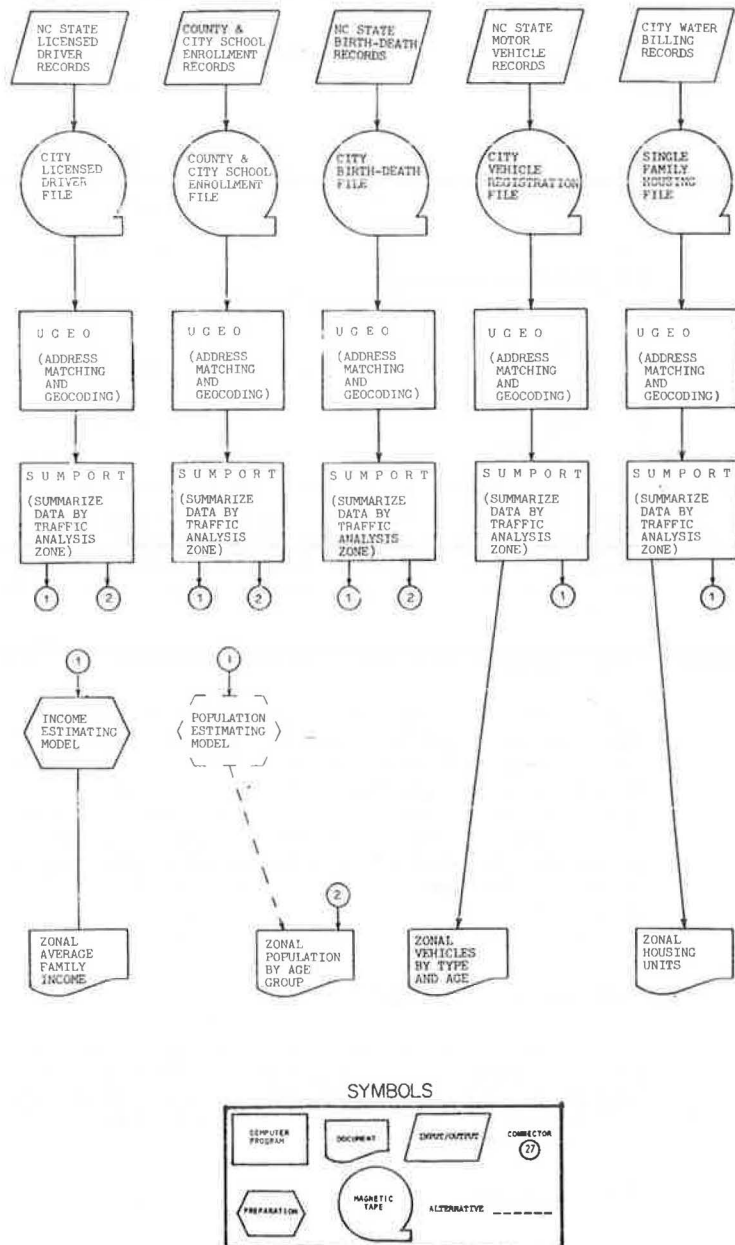 NC STATE
LICENSED
DRIVER
RECORDS
COUNTY &
CITY SCHOOL
ENROLLMENT
RECORDS
NC STATE
BIRTH-DEATH
RECORDS
NC STATE
MOTOR
VEHICLE
RECORDS
CITY WATER
BILLING
RECORDS
CITY
LICENSED
DRIVER
FILE
COUNTY &
CITY SCHOOL
ENROLLMENT
FILE
CITY
BIRTH-DEATH
FILE
CITY
VEHICLE
REGISTRATION
FILE
SINGLE
FAMILY
HOUSING
FILE
U G E O
(ADDRESS
MATCHING
AND
GEOCODING)
U G E O
(ADDRESS
MATCHING
AND
GEOCODING)
U G E O
(ADDRESS
MATCHING
AND
GEOCODING)
U G E O
(ADDRESS
MATCHING
AND
GEOCODING)
U G E O
(ADDRESS
MATCHING
AND
GEOCODING)
S U M P O R T
(SUMMARIZE
DATA BY
TRAFFIC
ANALYSIS
ZONE)
S U M P O R T
(SUMMARIZE
DATA BY
TRAFFIC
ANALYSIS
ZONE)
S U M P O R T
(SUMMARIZE
DATA BY
TRAFFIC
ANALYSIS
ZONE)
S U M P O R T
(SUMMARIZE
DATA BY
TRAFFIC
ANALYSIS
ZONE)
S U M P O R T
(SUMMARIZE
DATA BY
TRAFFIC
ANALYSIS
ZONE)
1 2
1 2
1 2
1
1
1
1
INCOME
ESTIMATING
MODEL
POPULATION
ESTIMATING
MODEL
2
ZONAL
AVERAGE
FAMILY
INCOME
ZONAL
POPULATION
BY AGE
GROUP
ZONAL
VEHICLES
BY TYPE
AND AGE
ZONAL
HOUSING
UNITS
SYMBOLS
COMPUTER
PROGRAM
DOCUMENT
INPUT/OUTPUT
CONNECTOR
27
PREPARATION
MAGNETIC
TAPE
ALTERNATIVE